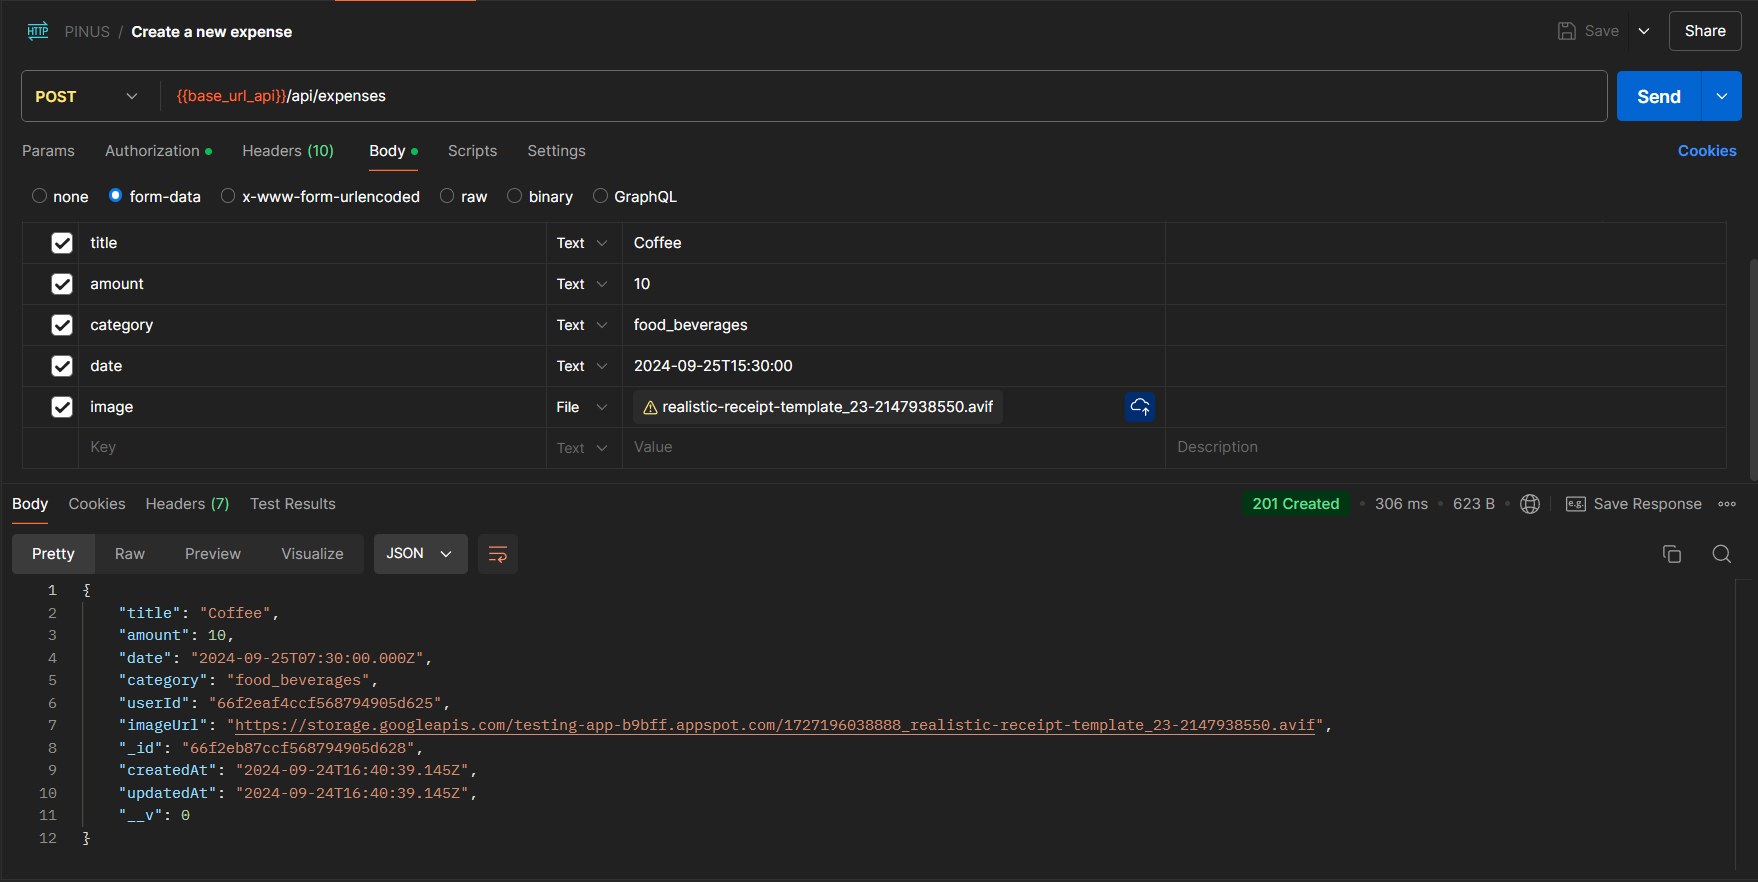 HTTP PINUS / Create a new expense Save Share
POST {{base_url_api}}/api/expenses Send
Params Authorization Headers (10) Body Scripts Settings Cookies
none form-data x-www-form-urlencoded raw binary GraphQL
title Text Coffee
amount Text 10
category Text food_beverages
date Text 2024-09-25T15:30:00
image File realistic-receipt-template_23-2147938550.avif
Key Text Value Description
Body Cookies Headers (7) Test Results 201 Created 306 ms 623 B e.g. Save Response
Pretty Raw Preview Visualize JSON
1 {
2 "title": "Coffee",
3 "amount": 10,
4 "date": "2024-09-25T07:30:00.000Z",
5 "category": "food_beverages",
6 "userId": "66f2eaf4ccf568794905d625",
7 "imageUrl": "https://storage.googleapis.com/testing-app-b9bff.appspot.com/1727196038888_realistic-receipt-template_23-2147938550.avif",
8 "_id": "66f2eb87ccf568794905d628",
9 "createdAt": "2024-09-24T16:40:39.145Z",
10 "updatedAt": "2024-09-24T16:40:39.145Z",
11 "__v": 0
12 }